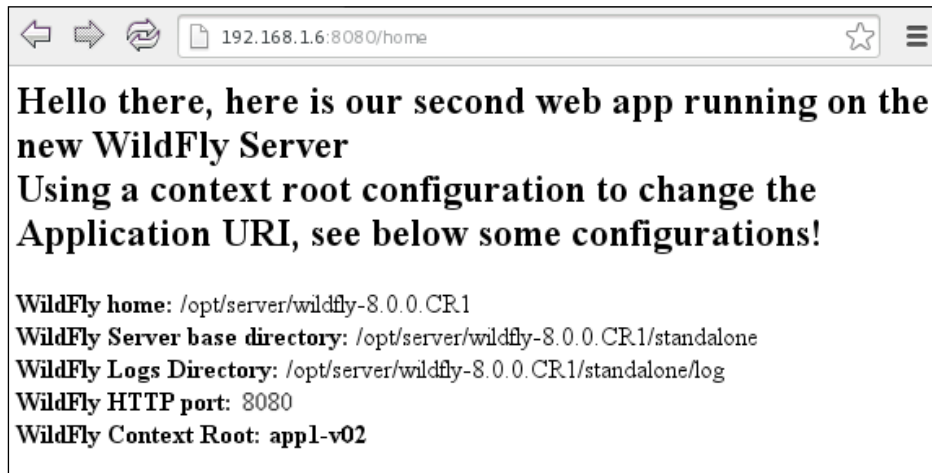 192.168.1.6:8080/home
Hello there, here is our second web app running on the
new WildFly Server
Using a context root configuration to change the
Application URI, see below some configurations!
WildFly home: /opt/server/wildfly-8.0.0.CR1
WildFly Server base directory: /opt/server/wildfly-8.0.0.CR1/standalone
WildFly Logs Directory: /opt/server/wildfly-8.0.0.CR1/standalone/log
WildFly HTTP port: 8080
WildFly Context Root: app1-v02